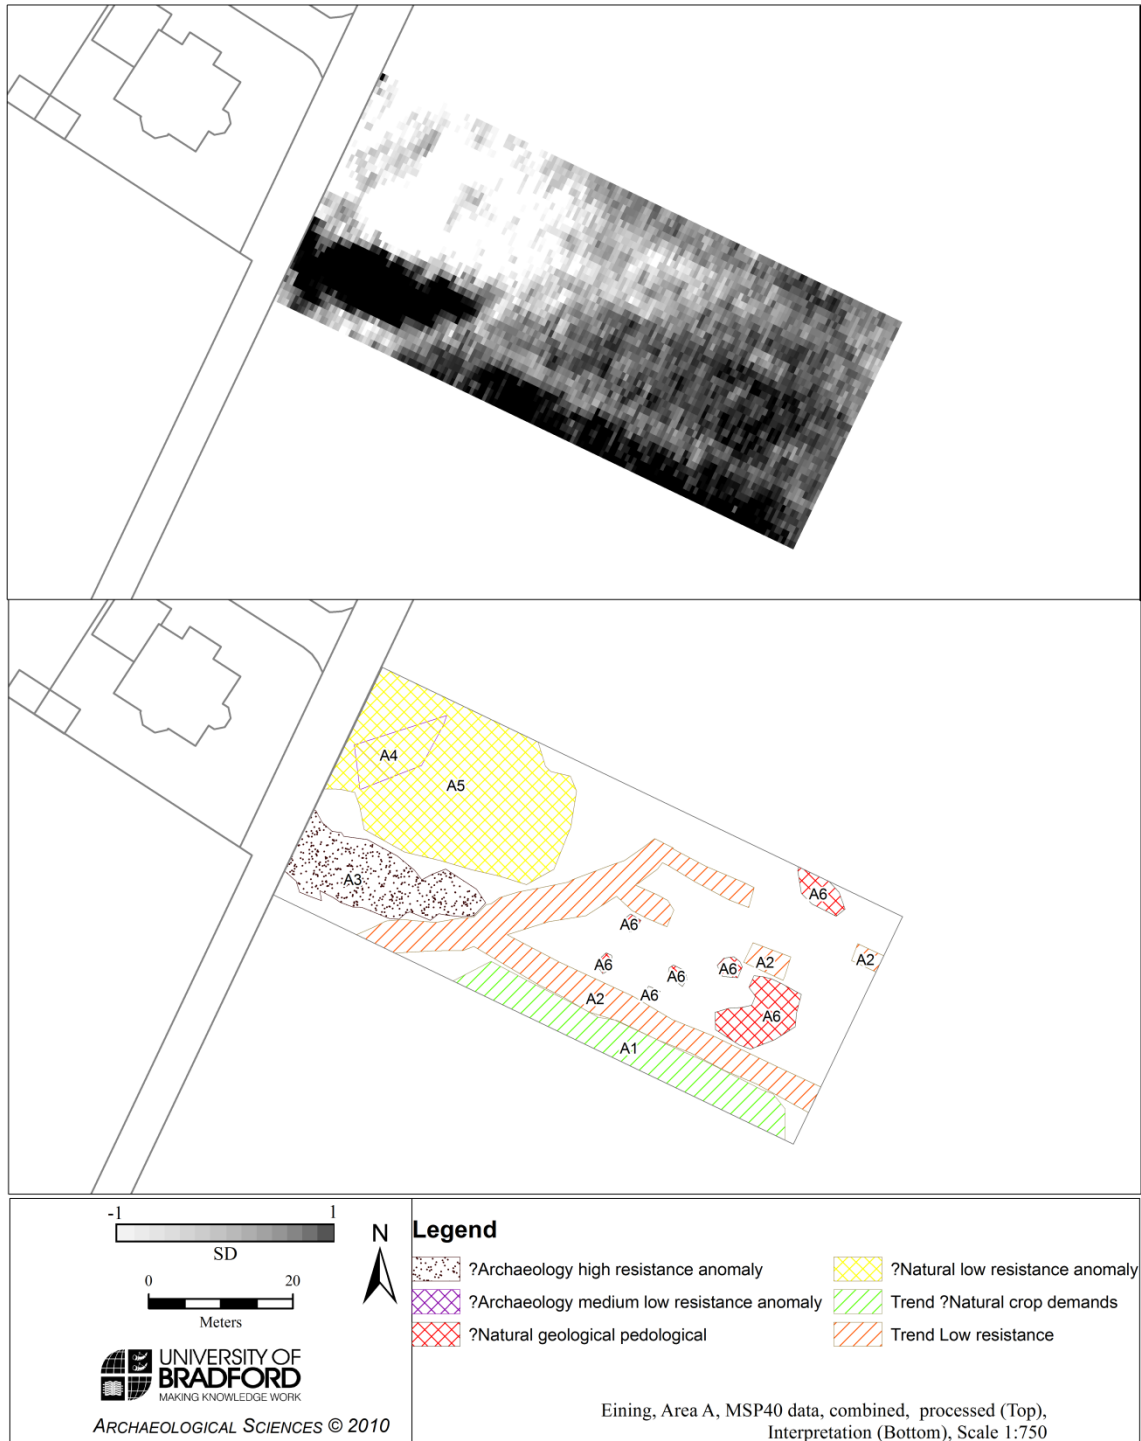 A4
A5
A3
A6
A6
A6
A6
A6
A2
A2
A2
A6
A6
A1
-1
1
SD
N
0
20
Meters
UNIVERSITY OF
BRADFORD
MAKING KNOWLEDGE WORK
ARCHAEOLOGICAL SCIENCES © 2010
Legend
?Archaeology high resistance anomaly
?Archaeology medium low resistance anomaly
?Natural geological pedological
?Natural low resistance anomaly
Trend ?Natural crop demands
Trend Low resistance
Eining, Area A, MSP40 data, combined, processed (Top),
Interpretation (Bottom), Scale 1:750